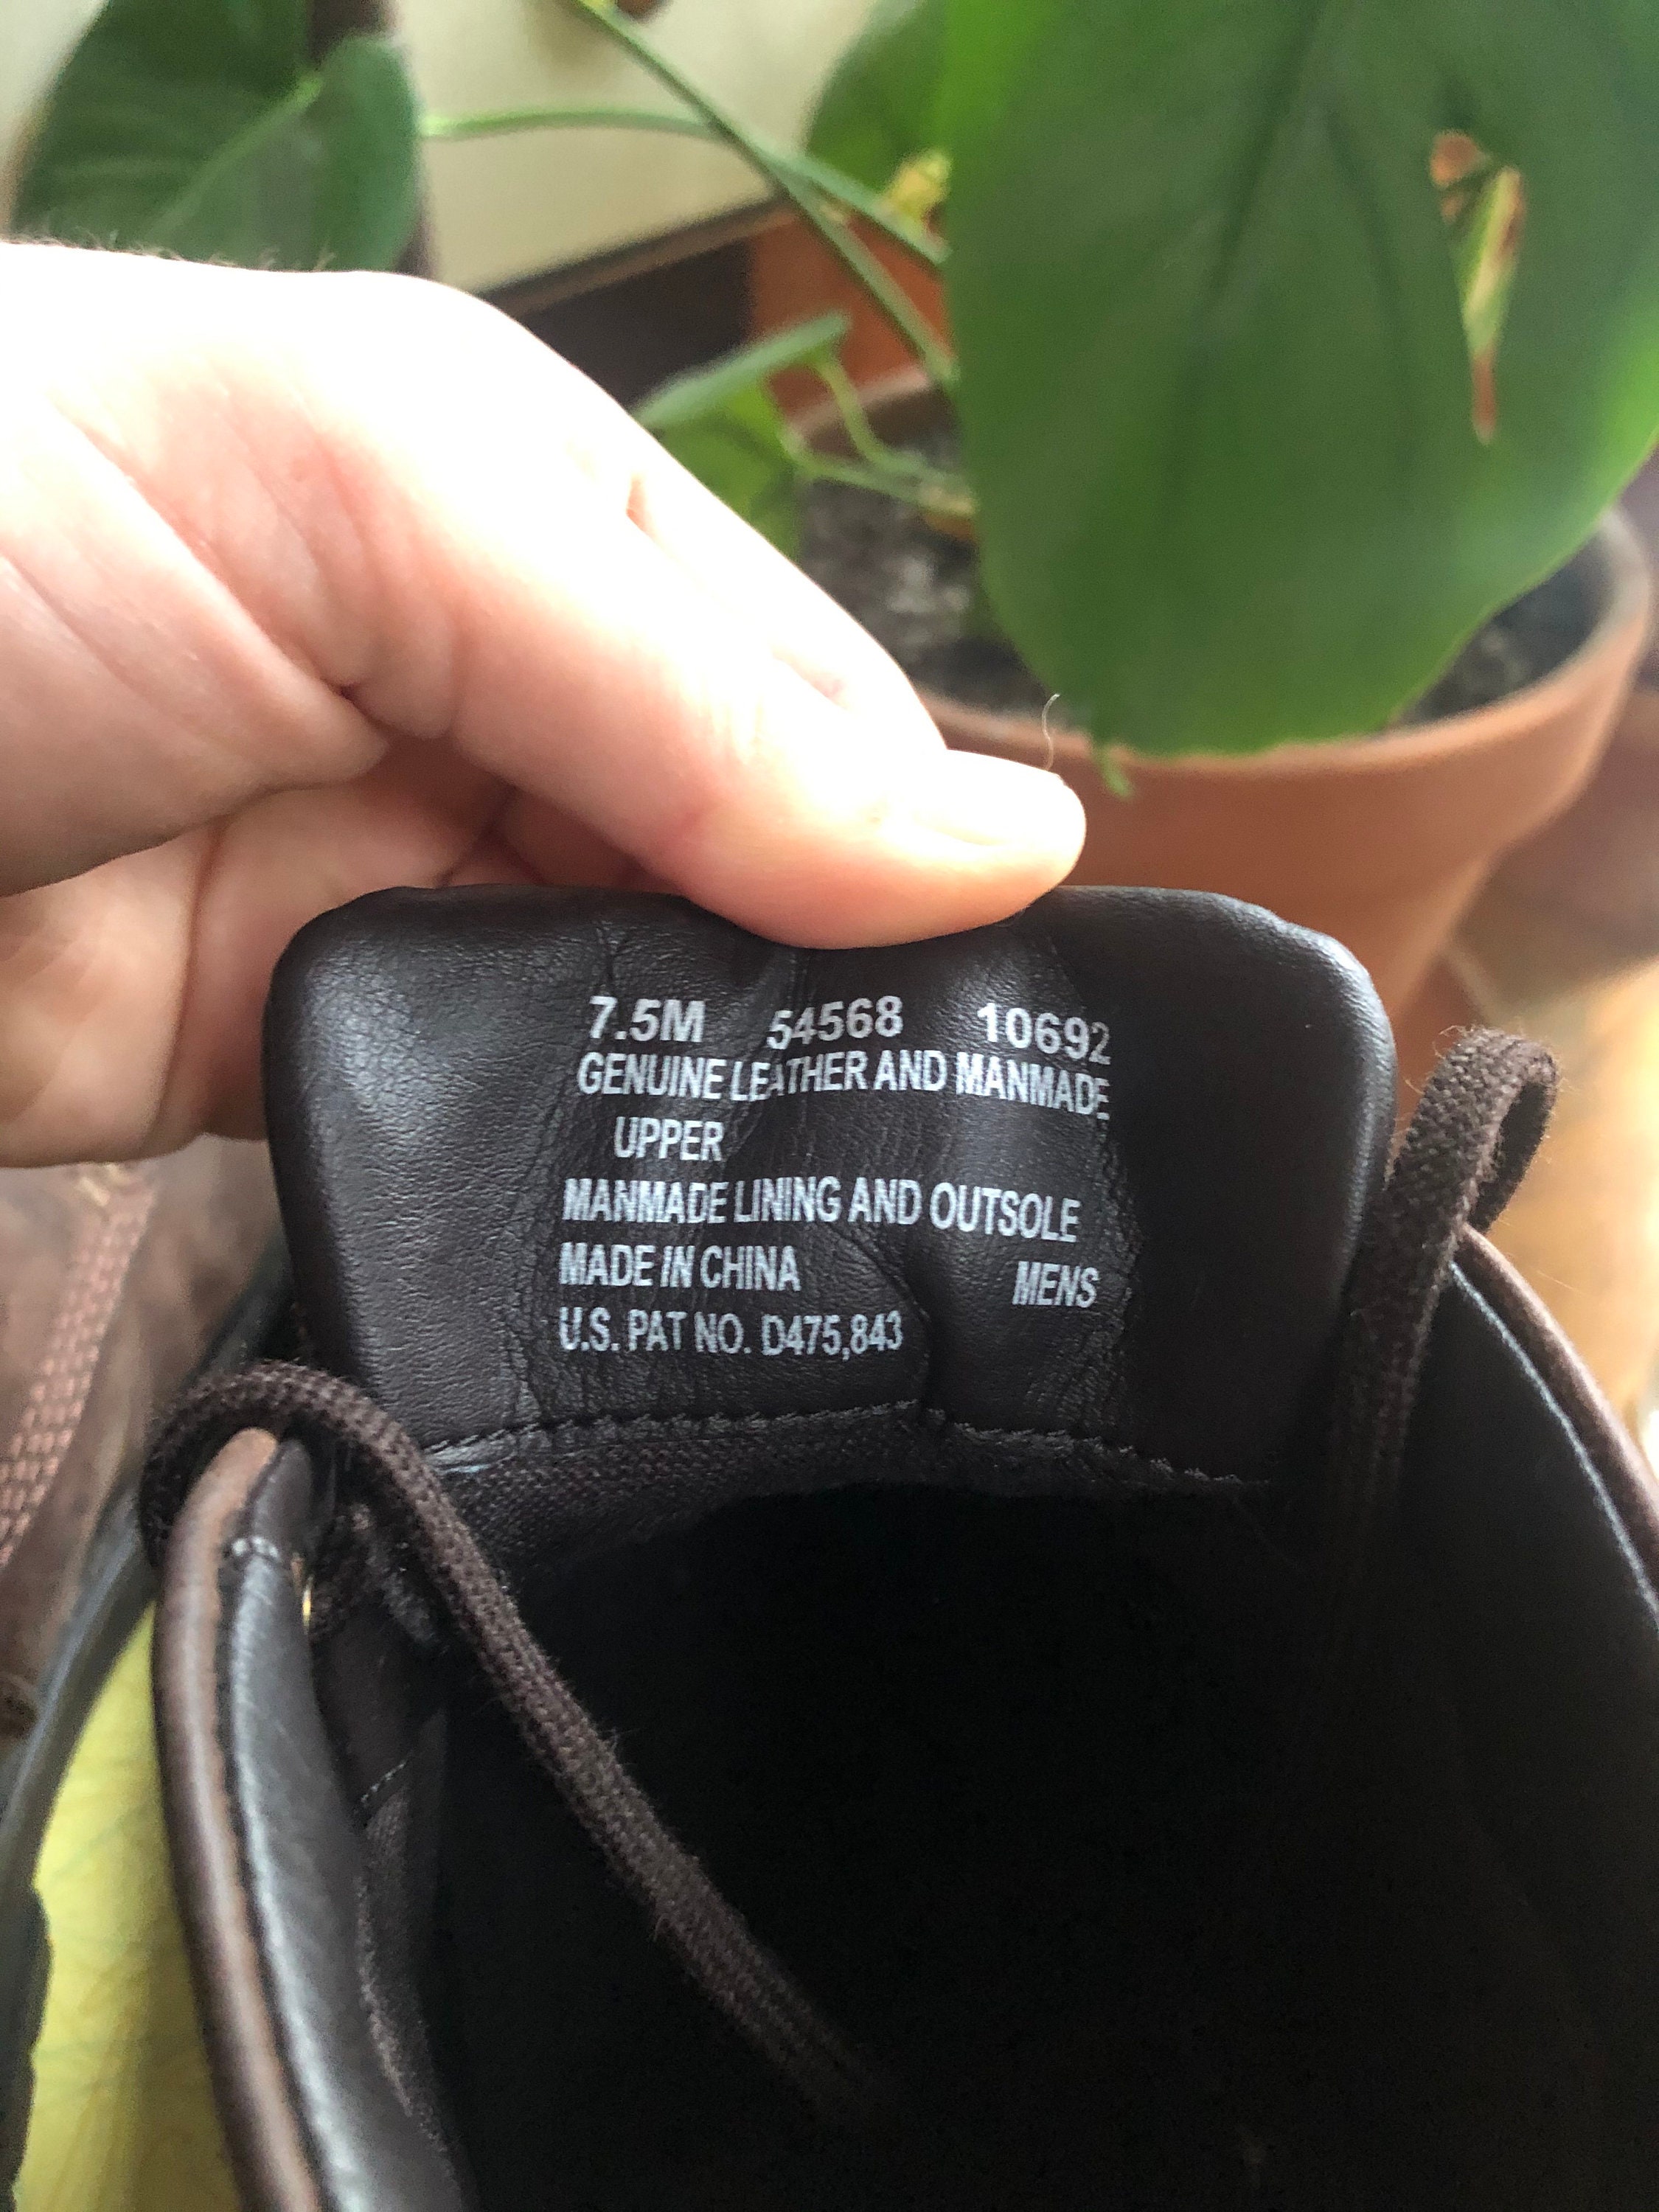 7.5M 54568 10692
GENUINE LEATHER AND MANMADE
UPPER
MANMADE LINING AND OUTSOLE
MADE IN CHINA MENS
U.S. PAT NO. D475,843